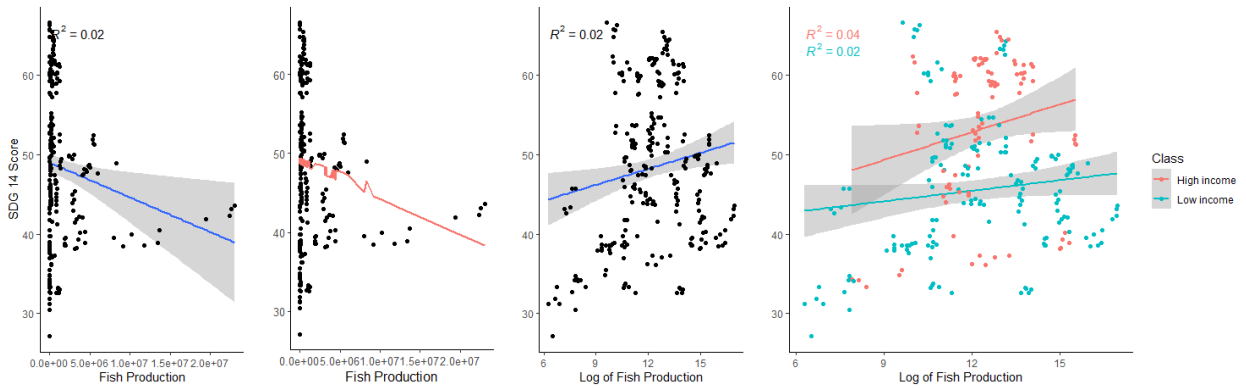 R² = 0.02
60
50
40
30
SDG 14 Score
0.0e+00 5.0e+06 1.0e+07 1.5e+07 2.0e+07
Fish Production
60
50
40
30
0.0e+00 5.0e+06 1.0e+07 1.5e+07 2.0e+07
Fish Production
R² = 0.02
60
50
40
30
6 9 12 15
Log of Fish Production
R² = 0.04
R² = 0.02
60
50
40
30
6 9 12 15
Log of Fish Production
Class
High income
Low income